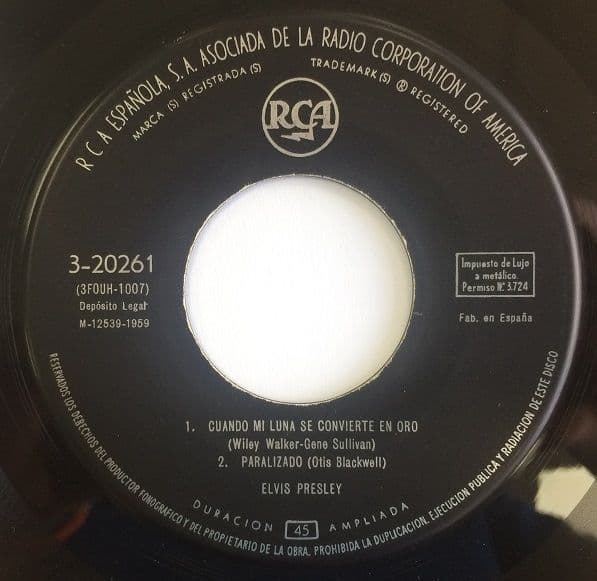 R C A ESPAÑOLA, S. A. ASOCIADA DE LA RADIO CORPORATION OF AMERICA
MARCA (S) REGISTRADA (S) TRADEMARK (S) ® REGISTERED
RCA
3-20261
(3FOUH-1007)
Depósito Legal
M-12539-1959
Impuesto de Lujo
a metálico.
Permiso Nº 3.724
Fab. en España
1. CUANDO MI LUNA SE CONVIERTE EN ORO
(Wiley Walker-Gene Sullivan)
2. PARALIZADO (Otis Blackwell)
ELVIS PRESLEY
DURACION 45 AMPLIADA
RESERVADOS LOS DERECHOS DEL PRODUCTOR FONOGRAFICO Y DEL PROPIETARIO DE LA OBRA. PROHIBIDA LA DUPLICACION, EJECUCION PUBLICA Y RADIACION DE ESTE DISCO